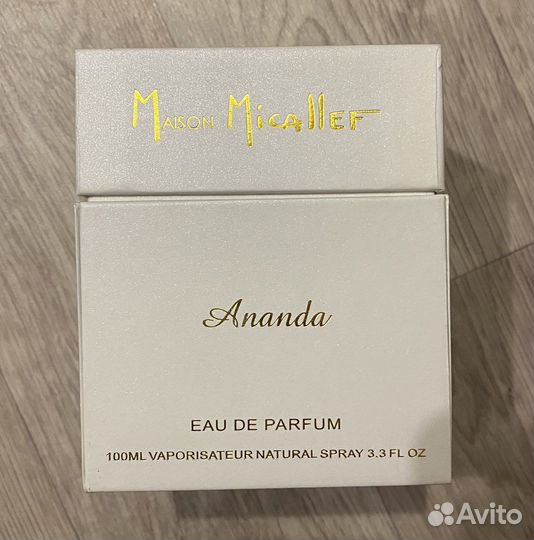 Maison Micallef
Ananda
EAU DE PARFUM
100ML VAPORISATEUR NATURAL SPRAY 3.3 FL OZ
Avito